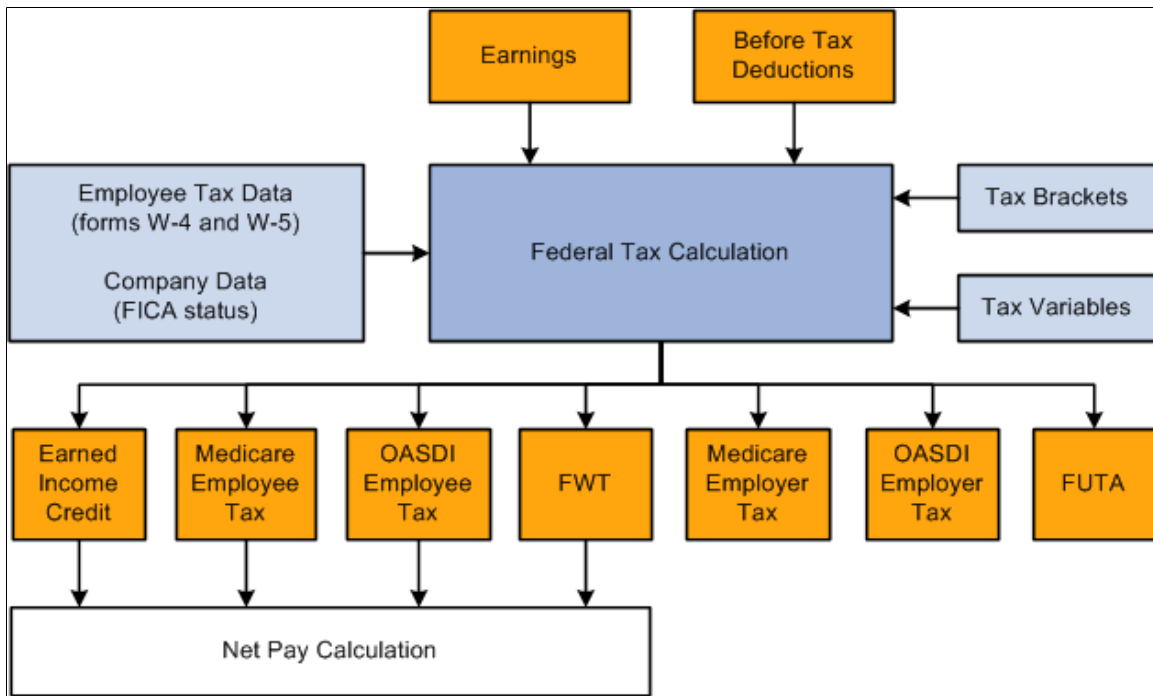 Earnings
Before Tax
Deductions
Employee Tax Data
(forms W-4 and W-5)
Company Data
(FICA status)
Federal Tax Calculation
Tax Brackets
Tax Variables
Earned
Income
Credit
Medicare
Employee
Tax
OASDI
Employee
Tax
FWT
Medicare
Employer
Tax
OASDI
Employer
Tax
FUTA
Net Pay Calculation